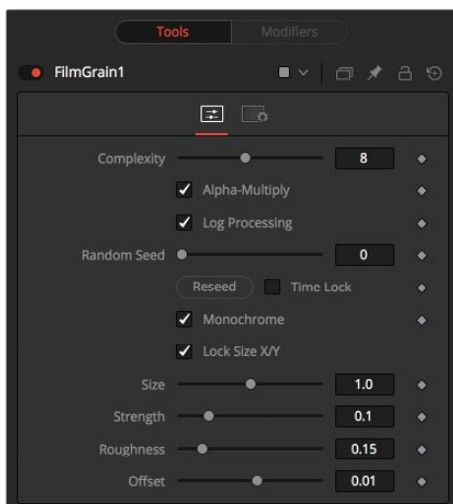 Tools Modifiers
FilmGrain1
Complexity 8
Alpha-Multiply
Log Processing
Random Seed 0
Reseed Time Lock
Monochrome
Lock Size X/Y
Size 1.0
Strength 0.1
Roughness 0.15
Offset 0.01